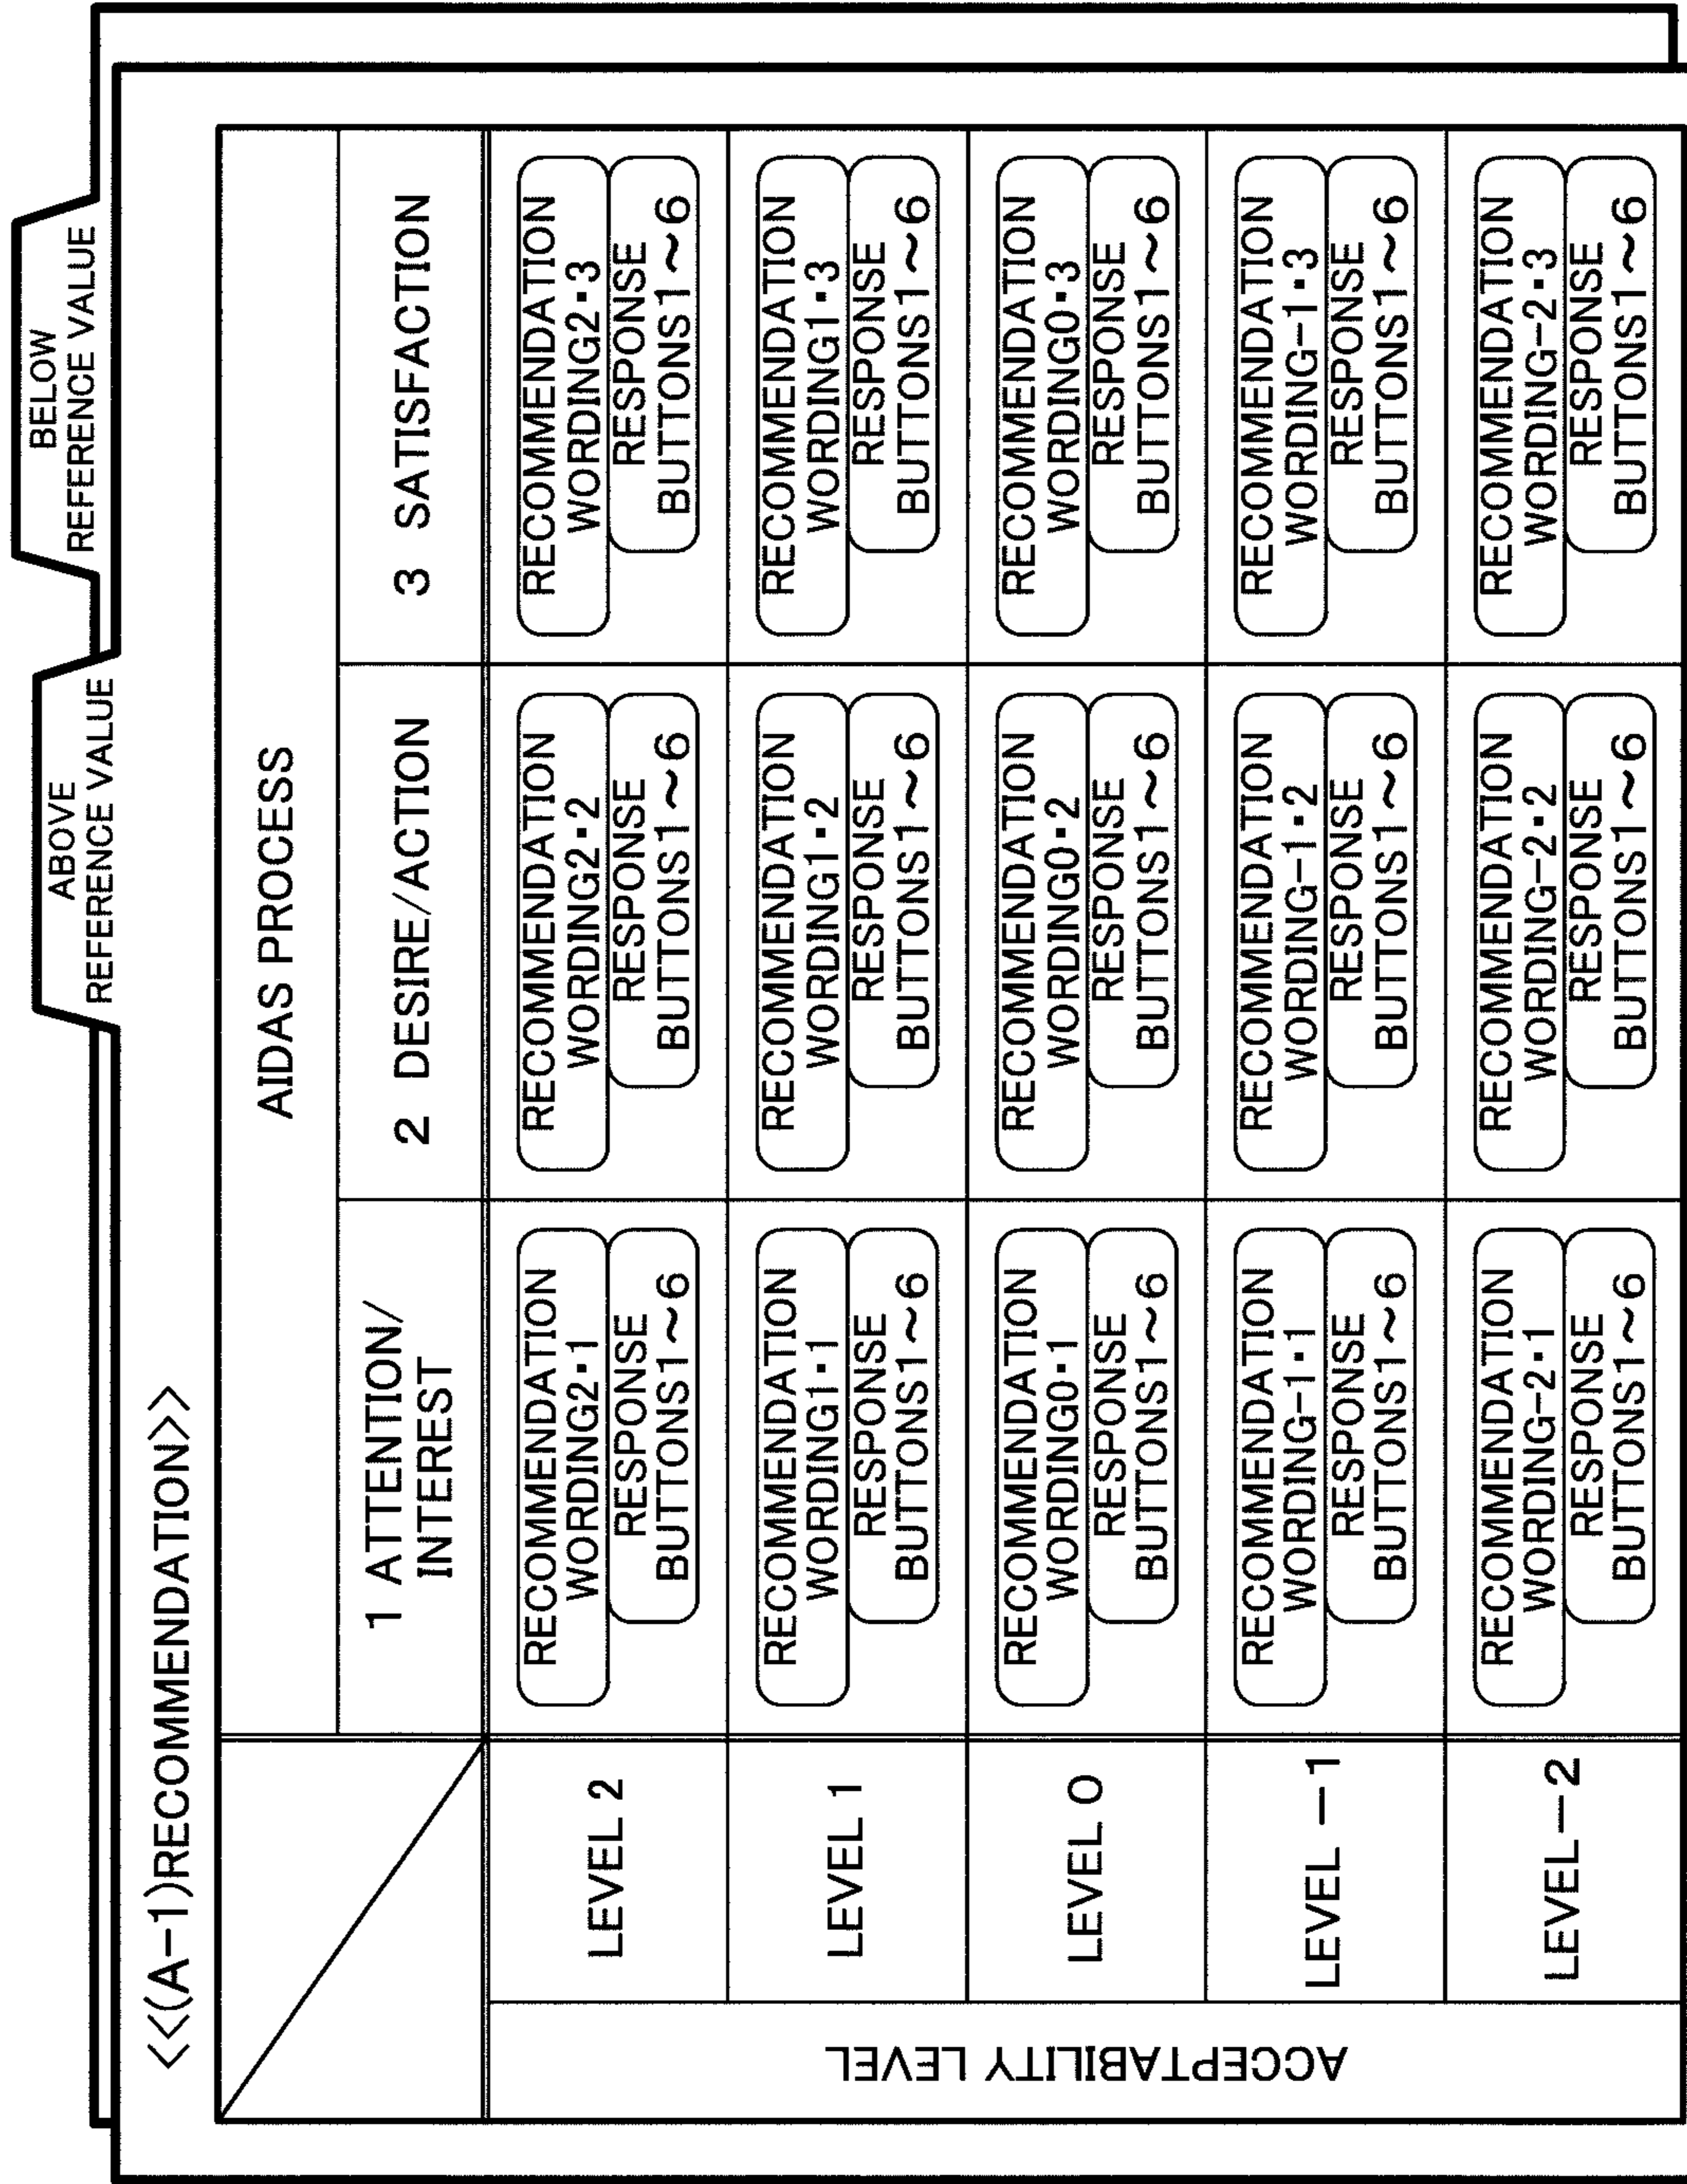 ABOVE
REFERENCE VALUE
BELOW
REFERENCE VALUE
<<(A-1)RECOMMENDATION>>
AIDAS PROCESS
1 ATTENTION/
INTEREST
2 DESIRE/ACTION
3 SATISFACTION
ACCEPTABILITY LEVEL
LEVEL 2
RECOMMENDATION
WORDING2·1
RESPONSE
BUTTONS1~6
RECOMMENDATION
WORDING2·2
RESPONSE
BUTTONS1~6
RECOMMENDATION
WORDING2·3
RESPONSE
BUTTONS1~6
LEVEL 1
RECOMMENDATION
WORDING1·1
RESPONSE
BUTTONS1~6
RECOMMENDATION
WORDING1·2
RESPONSE
BUTTONS1~6
RECOMMENDATION
WORDING1·3
RESPONSE
BUTTONS1~6
LEVEL 0
RECOMMENDATION
WORDING0·1
RESPONSE
BUTTONS1~6
RECOMMENDATION
WORDING0·2
RESPONSE
BUTTONS1~6
RECOMMENDATION
WORDING0·3
RESPONSE
BUTTONS1~6
LEVEL —1
RECOMMENDATION
WORDING-1·1
RESPONSE
BUTTONS1~6
RECOMMENDATION
WORDING-1·2
RESPONSE
BUTTONS1~6
RECOMMENDATION
WORDING-1·3
RESPONSE
BUTTONS1~6
LEVEL—2
RECOMMENDATION
WORDING-2·1
RESPONSE
BUTTONS1~6
RECOMMENDATION
WORDING-2·2
RESPONSE
BUTTONS1~6
RECOMMENDATION
WORDING-2·3
RESPONSE
BUTTONS1~6